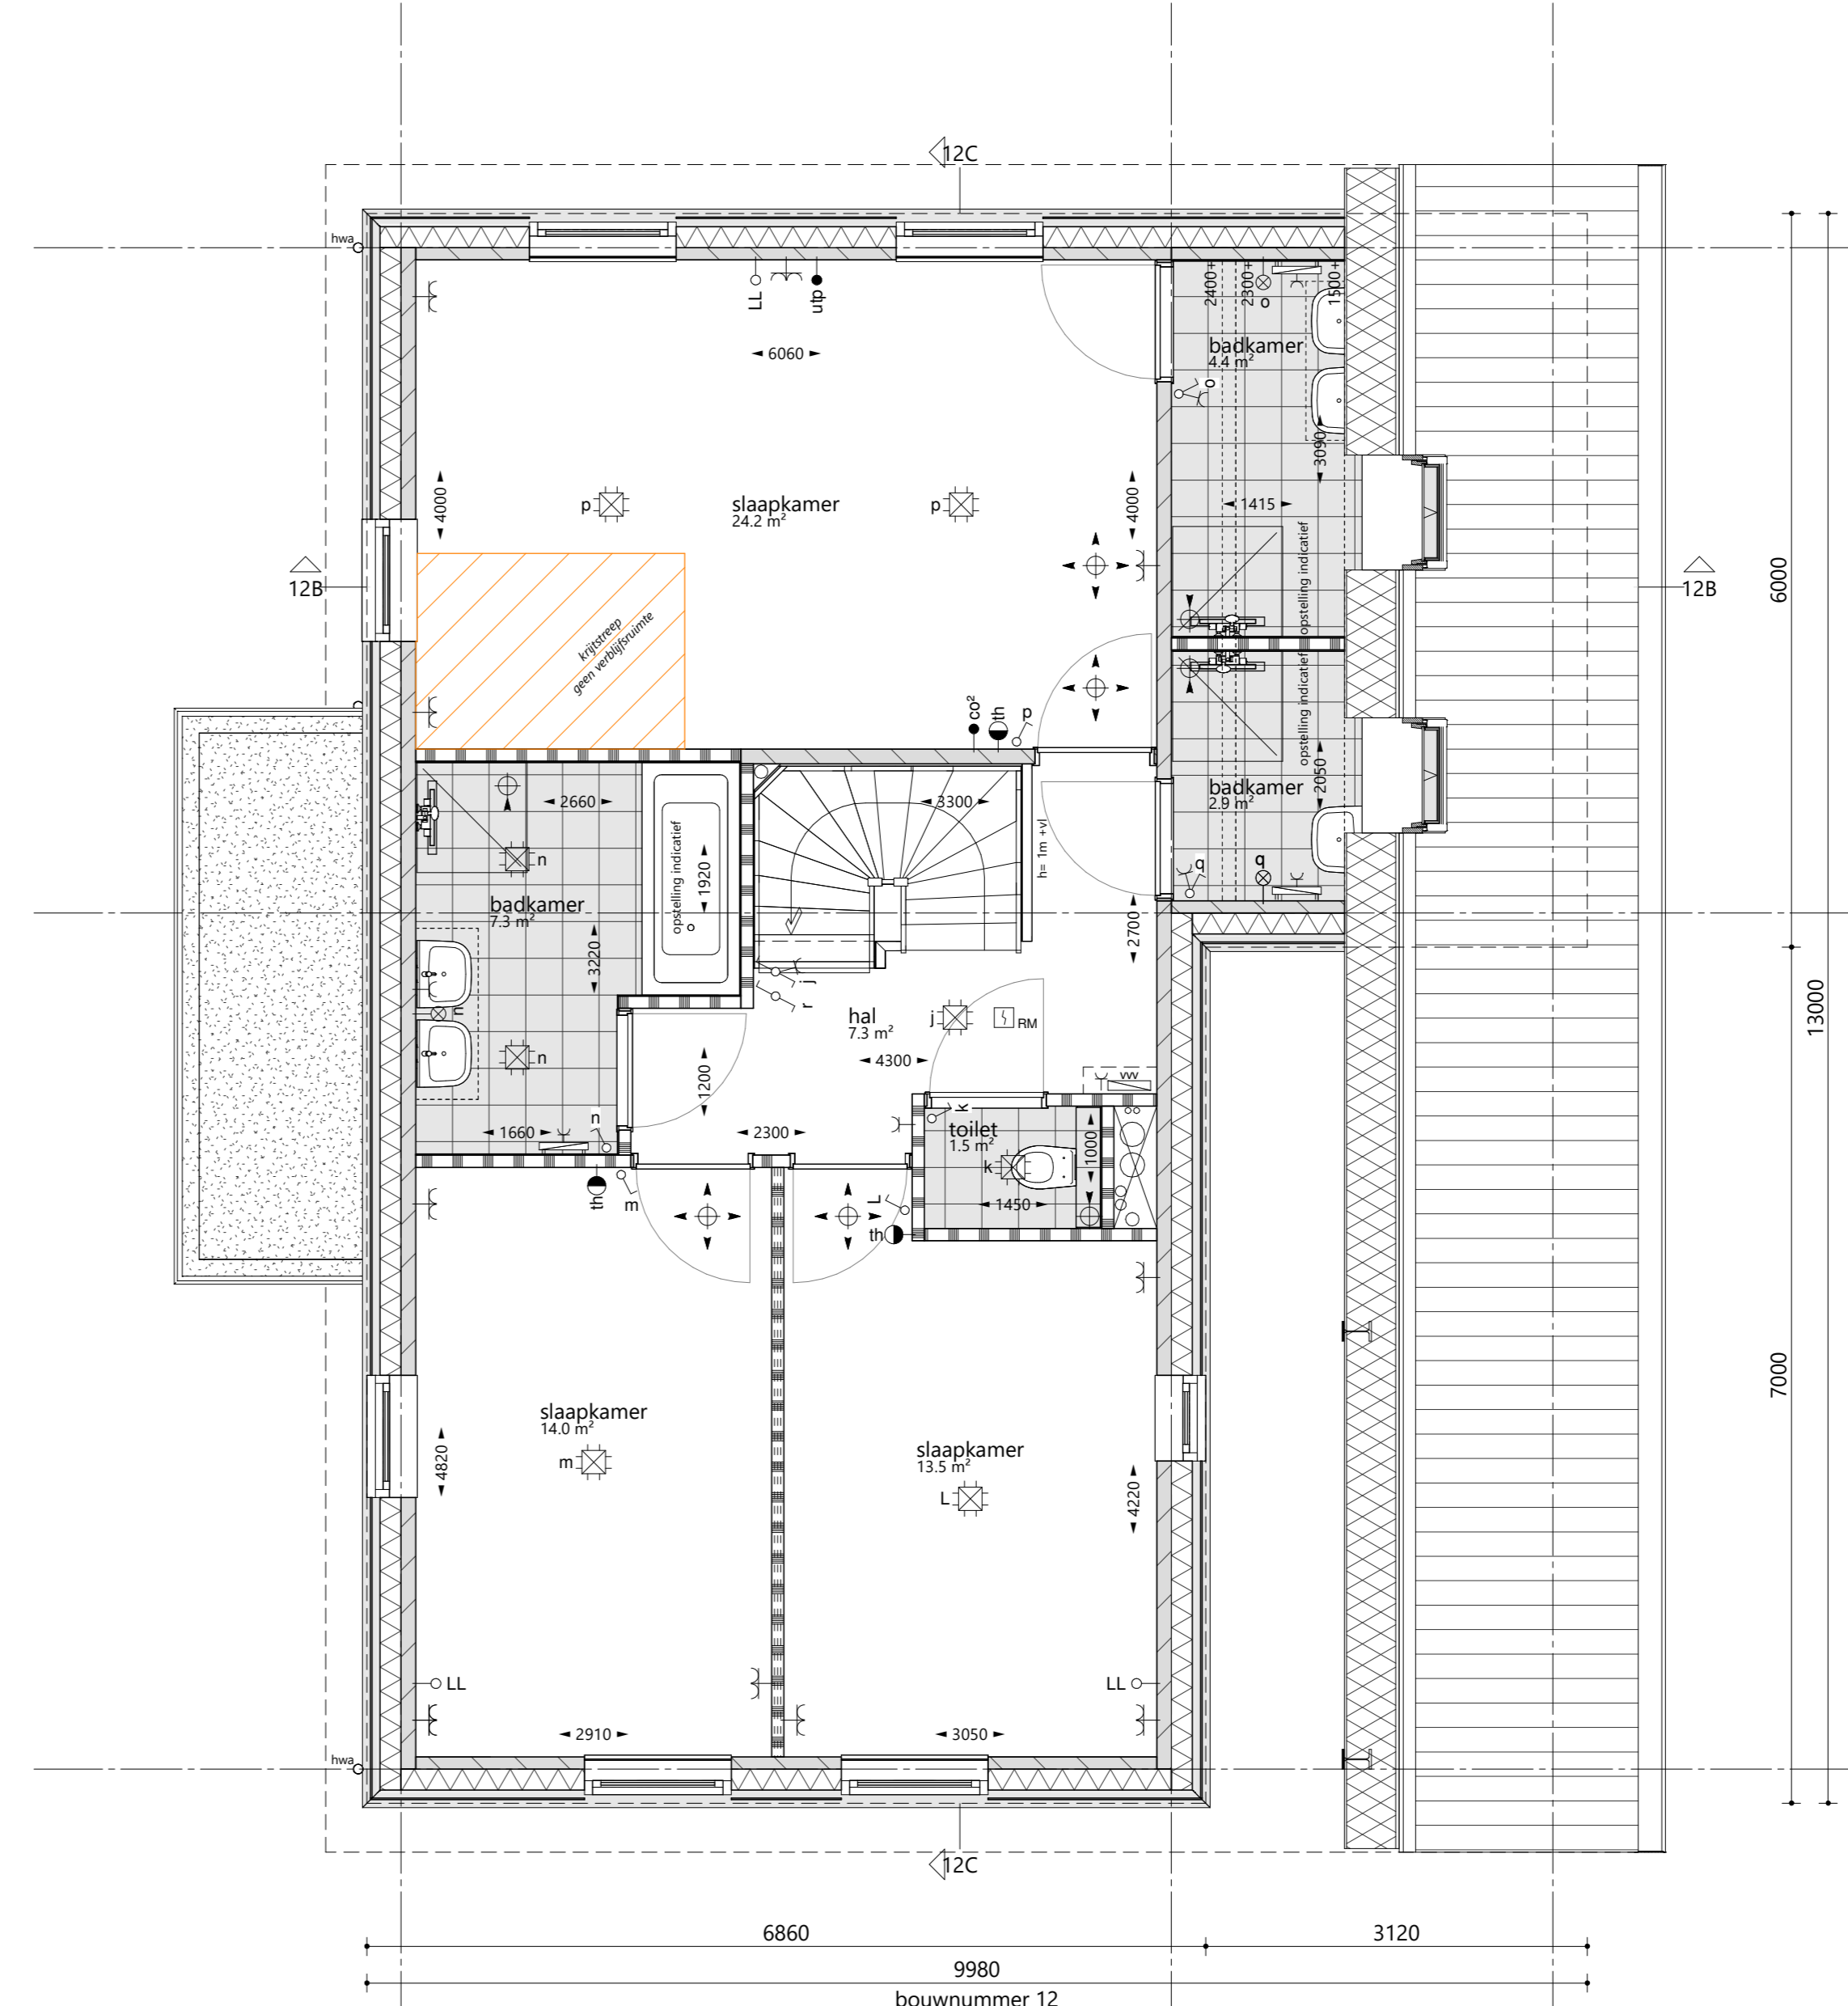 12C
hwa
LL
utp
2400+
2300+
1500+
o
badkamer
4.4 m²
6060
o
3090
4000
p
slaapkamer
24.2 m²
p
4000
1415
opstelling indicatief
12B
12B
6000
krijtstreep
geen verblijfsruimte
co²
th
p
opstelling indicatief
2050
badkamer
2.9 m²
2660
3300
h= 1m +vl
n
opstelling indicatief
1920
q
q
badkamer
7.3 m²
3220
2700
j
r
n
hal
7.3 m²
j
RM
13000
n
4300
1200
k
n
1660
2300
toilet
1.5 m²
k
1000
1450
th
m
L
th
7000
slaapkamer
14.0 m²
m
4820
slaapkamer
13.5 m²
L
4220
LL
LL
2910
3050
hwa
12C
6860
3120
9980
bouwnummer 12